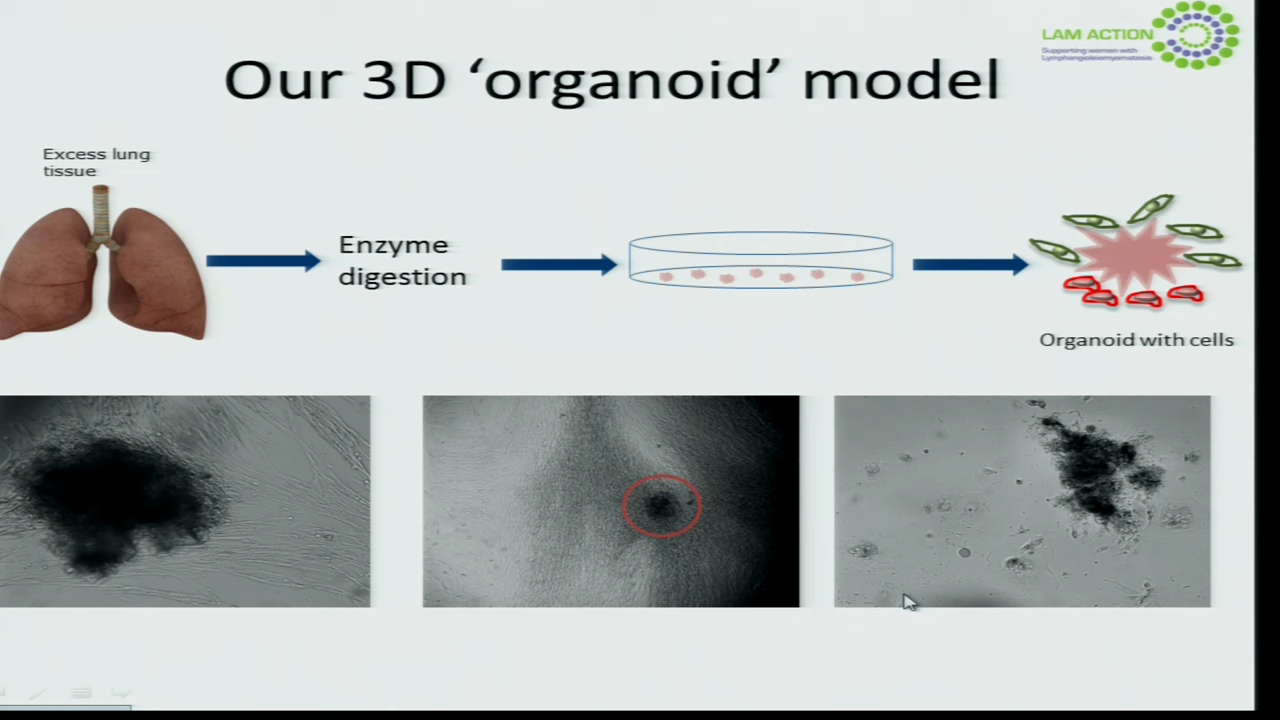 LAM ACTION
Supporting women with
Lymphangioleiomyomatosis
Our 3D ‘organoid’ model
Excess lung
tissue
Enzyme
digestion
Organoid with cells